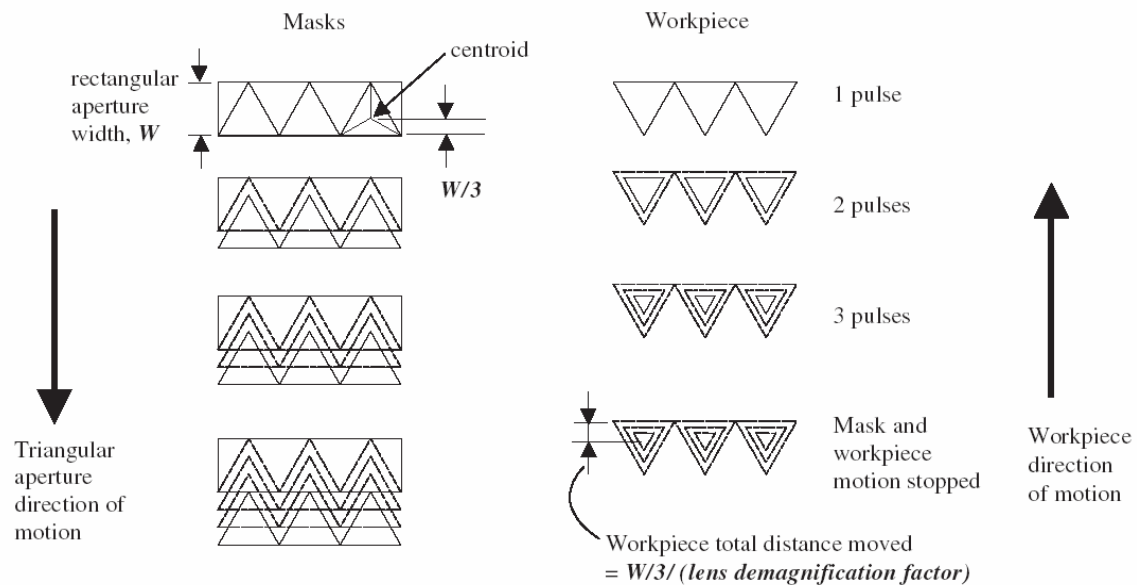 Masks
Workpiece
centroid
rectangular
aperture
width, W
W/3
1 pulse
2 pulses
3 pulses
Mask and
workpiece
motion stopped
Triangular
aperture
direction of
motion
Workpiece
direction
of motion
Workpiece total distance moved
= W/3/ (lens demagnification factor)